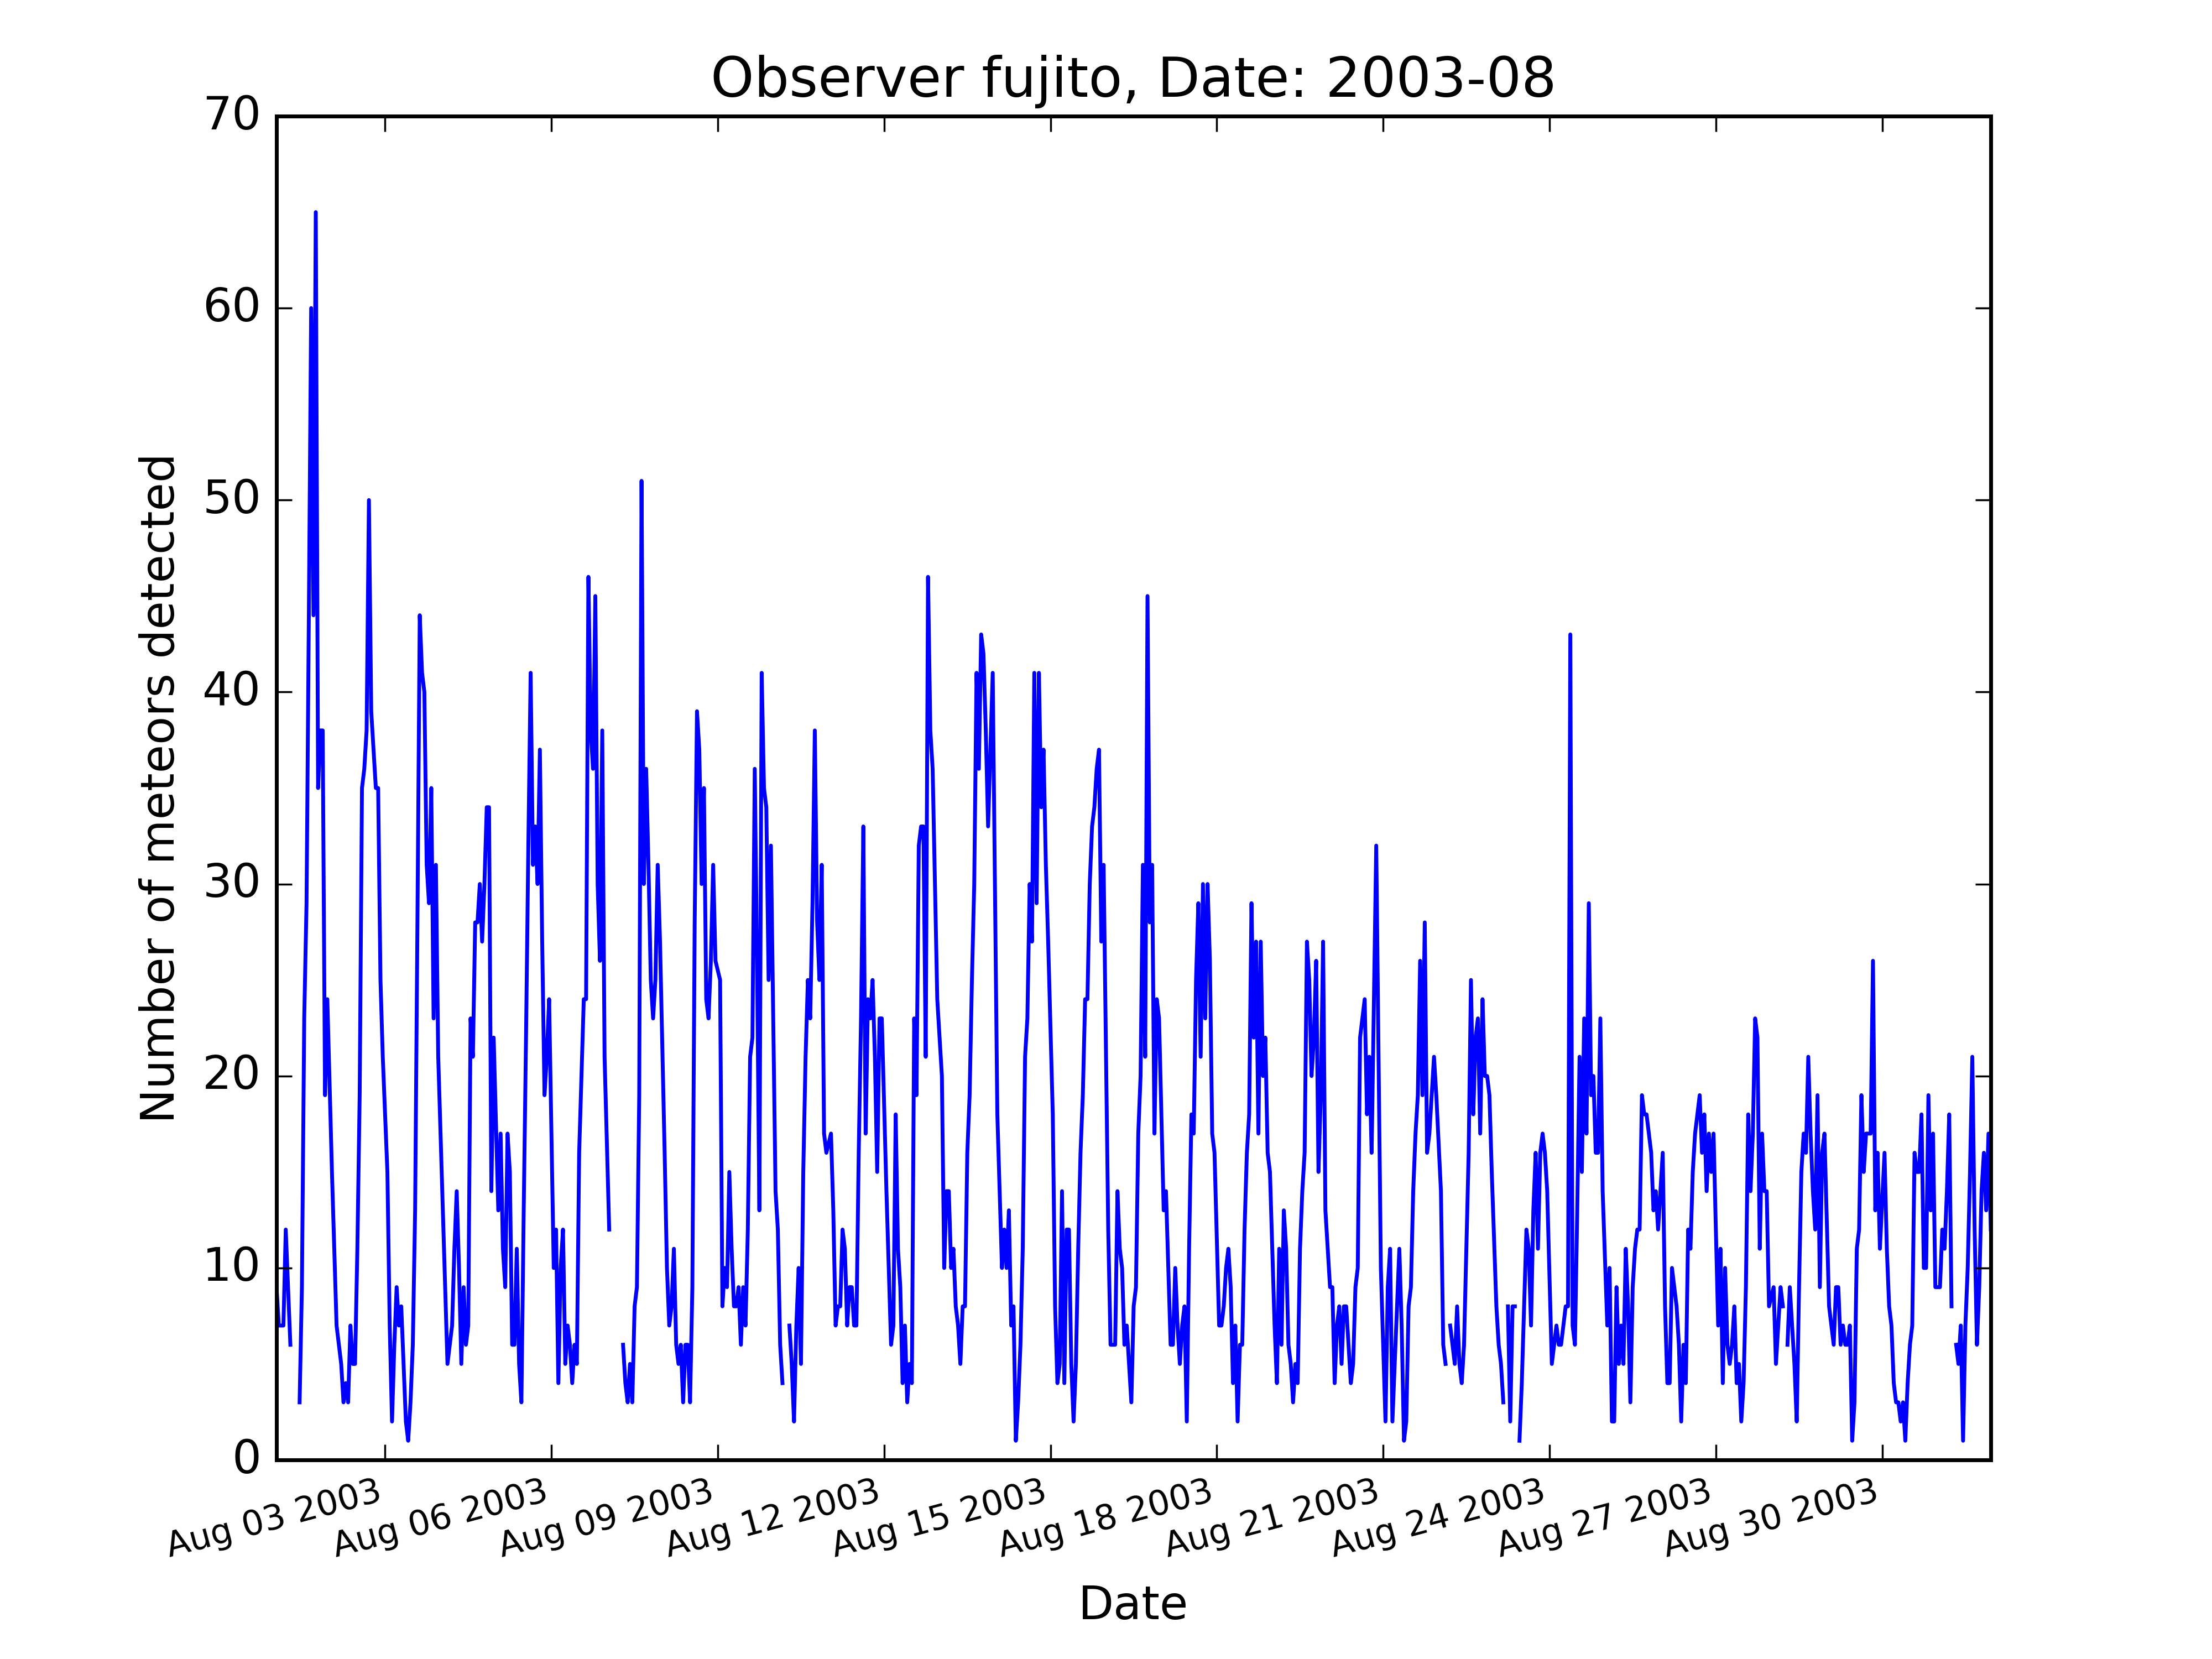 Observer fujito, Date: 2003-08
70
60
50
40
30
20
10
0
Number of meteors detected
Aug 03 2003
Aug 06 2003
Aug 09 2003
Aug 12 2003
Aug 15 2003
Aug 18 2003
Aug 21 2003
Aug 24 2003
Aug 27 2003
Aug 30 2003
Date